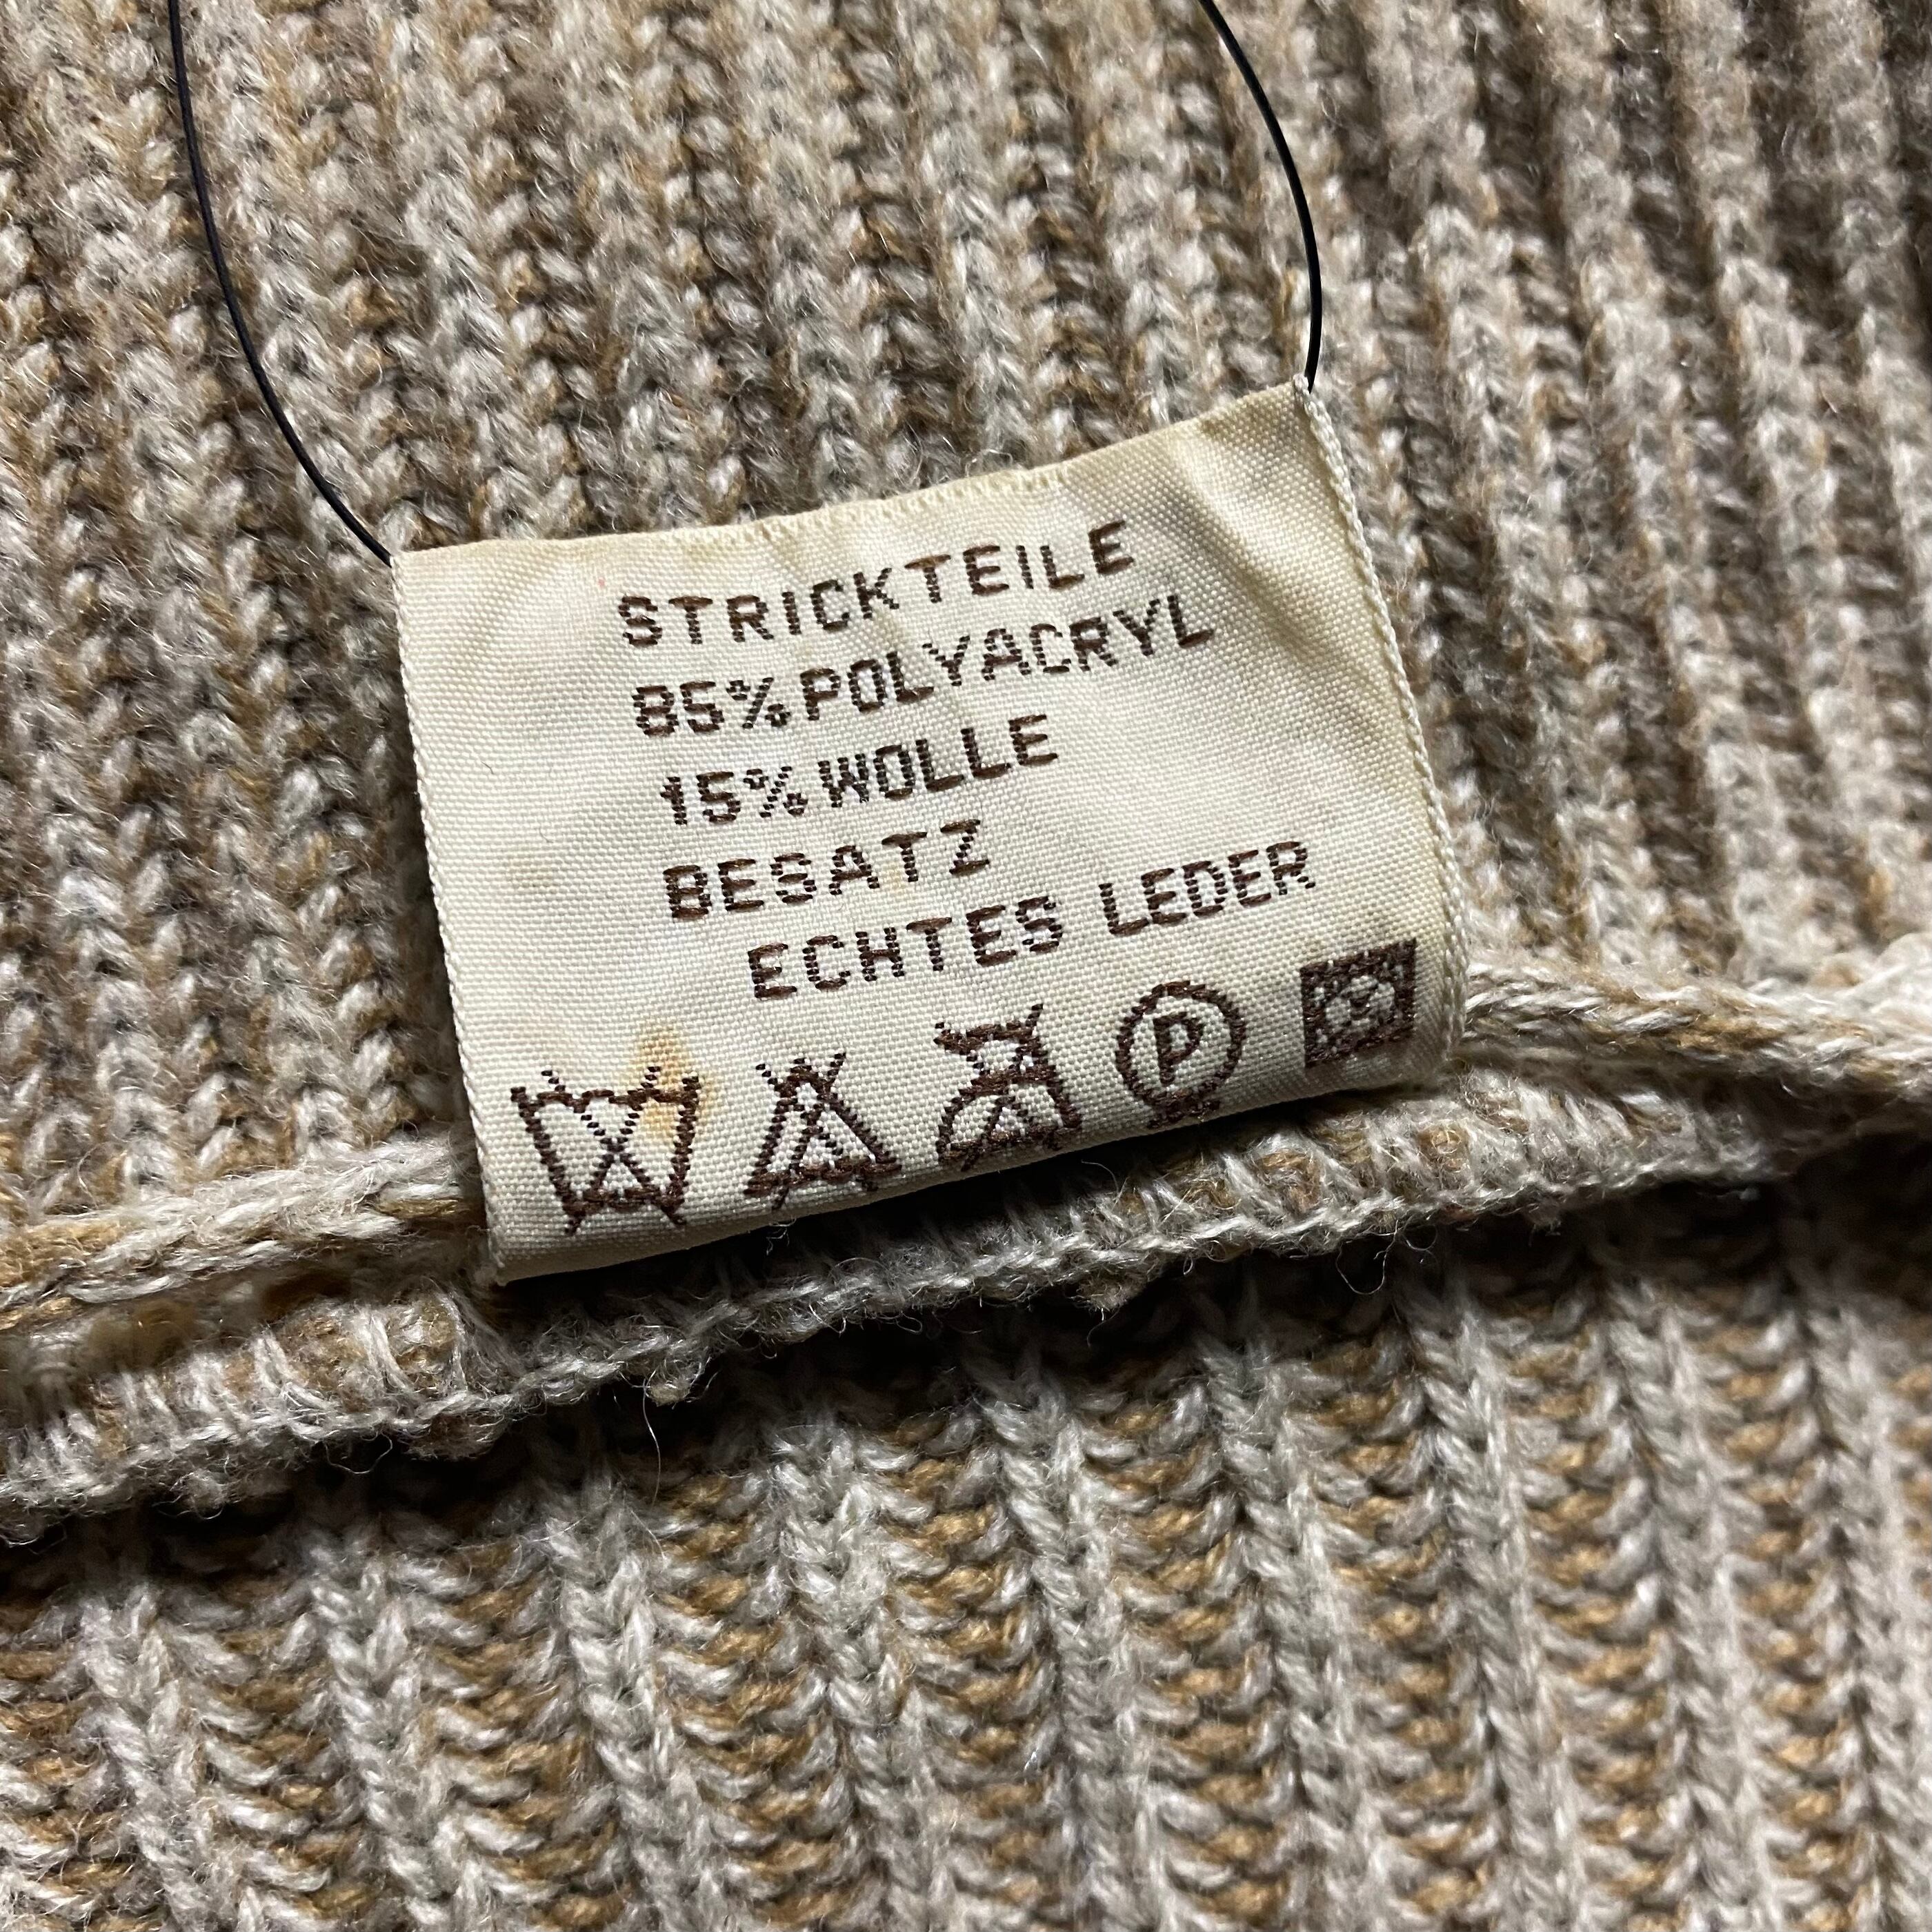 STRICKTEILE
85% POLYACRYL
15% WOLLE
BESATZ
ECHTES LEDER
P